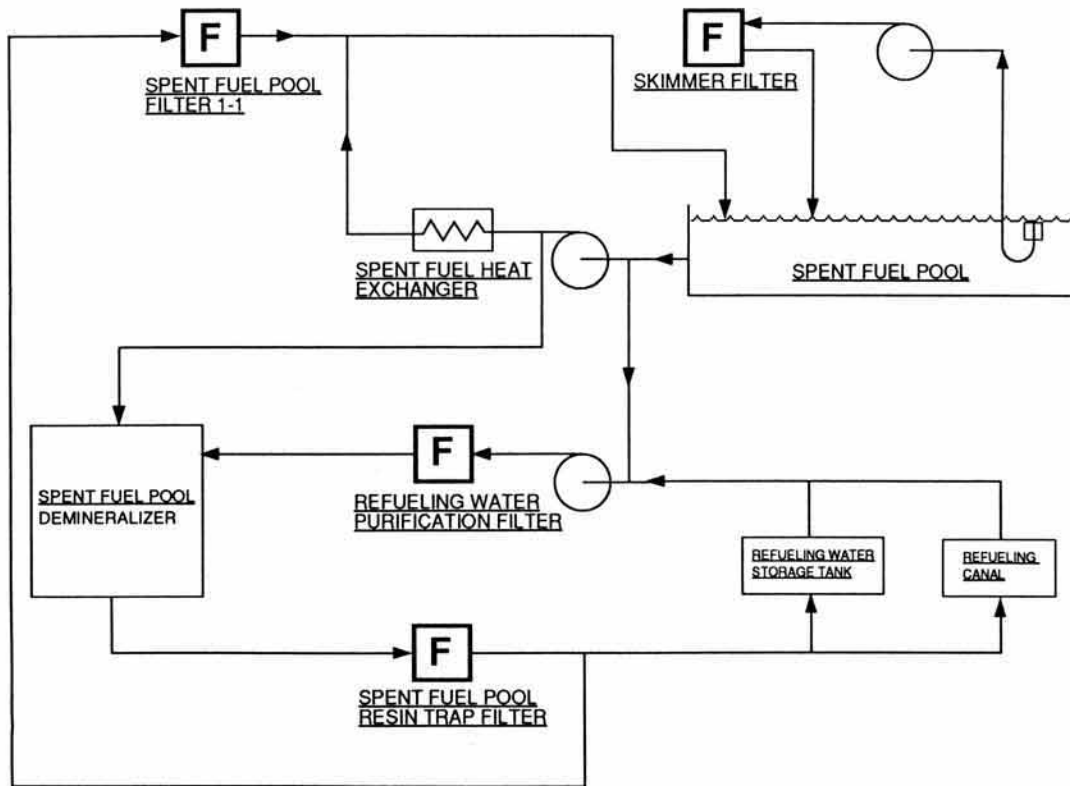 F
SPENT FUEL POOL
FILTER 1-1
F
SKIMMER FILTER
SPENT FUEL HEAT
EXCHANGER
SPENT FUEL POOL
SPENT FUEL POOL
DEMINERALIZER
F
REFUELING WATER
PURIFICATION FILTER
REFUELING WATER
STORAGE TANK
REFUELING
CANAL
F
SPENT FUEL POOL
RESIN TRAP FILTER